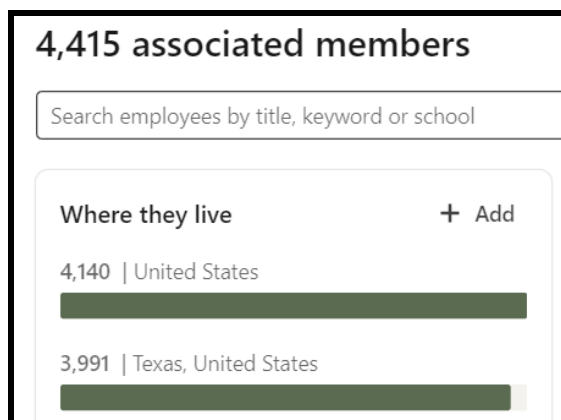 4,415 associated members
Search employees by title, keyword or school
Where they live + Add
4,140 | United States
3,991 | Texas, United States